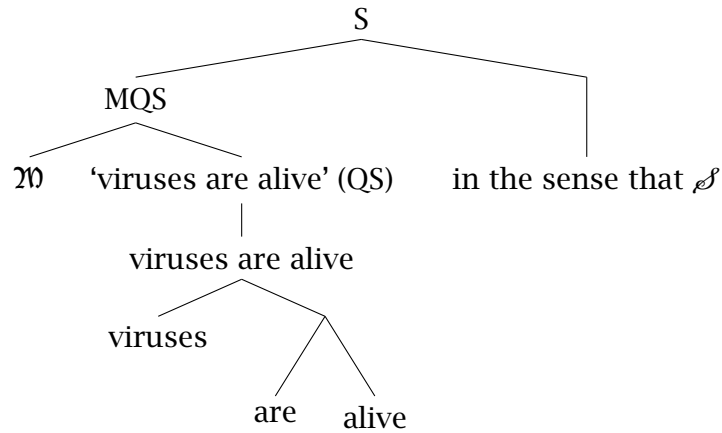 S
MQS
𝔐 ‘viruses are alive’ (QS) in the sense that 𝒮
viruses are alive
viruses
are alive